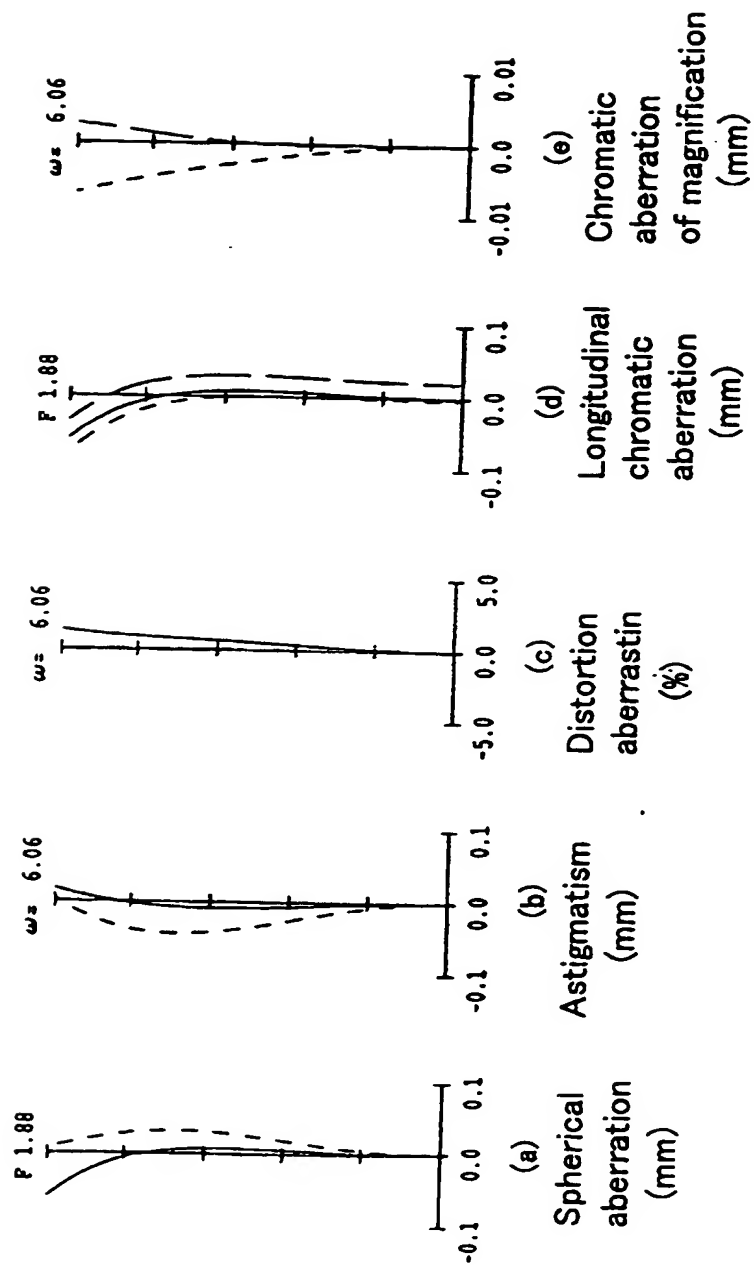 F 1.88
-0.1 0.0 0.1
(a)
Spherical
aberration
(mm)
ω= 6.06
-0.1 0.0 0.1
(b)
Astigmatism
(mm)
ω= 6.06
-5.0 0.0 5.0
(c)
Distortion
aberrastin
(%)
F 1.88
-0.1 0.0 0.1
(d)
Longitudinal
chromatic
aberration
(mm)
ω= 6.06
-0.01 0.0 0.01
(e)
Chromatic
aberration
of magnification
(mm)